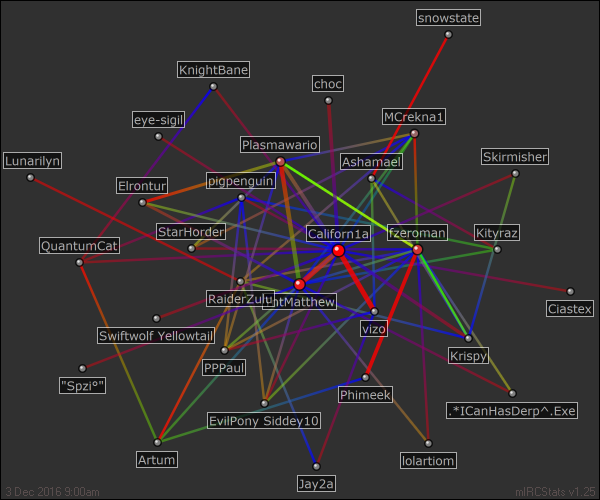 snowstate
KnightBane
choc
eye-sigil
MCrekna1
Plasmawario
Lunarilyn
Ashamael
Skirmisher
Elrontur
pigpenguin
StarHorder
Californ1a
fzeroman
Kityraz
QuantumCat
RaiderZulu
ntMatthew
Ciastex
Swiftwolf Yellowtail
vizo
Krispy
"Spzi°"
PPPaul
Phimeek
.*ICanHasDerp^.Exe
EvilPony Siddey10
Artum
lolartiom
Jay2a
3 Dec 2016 9:00am
mIRCStats v1.25